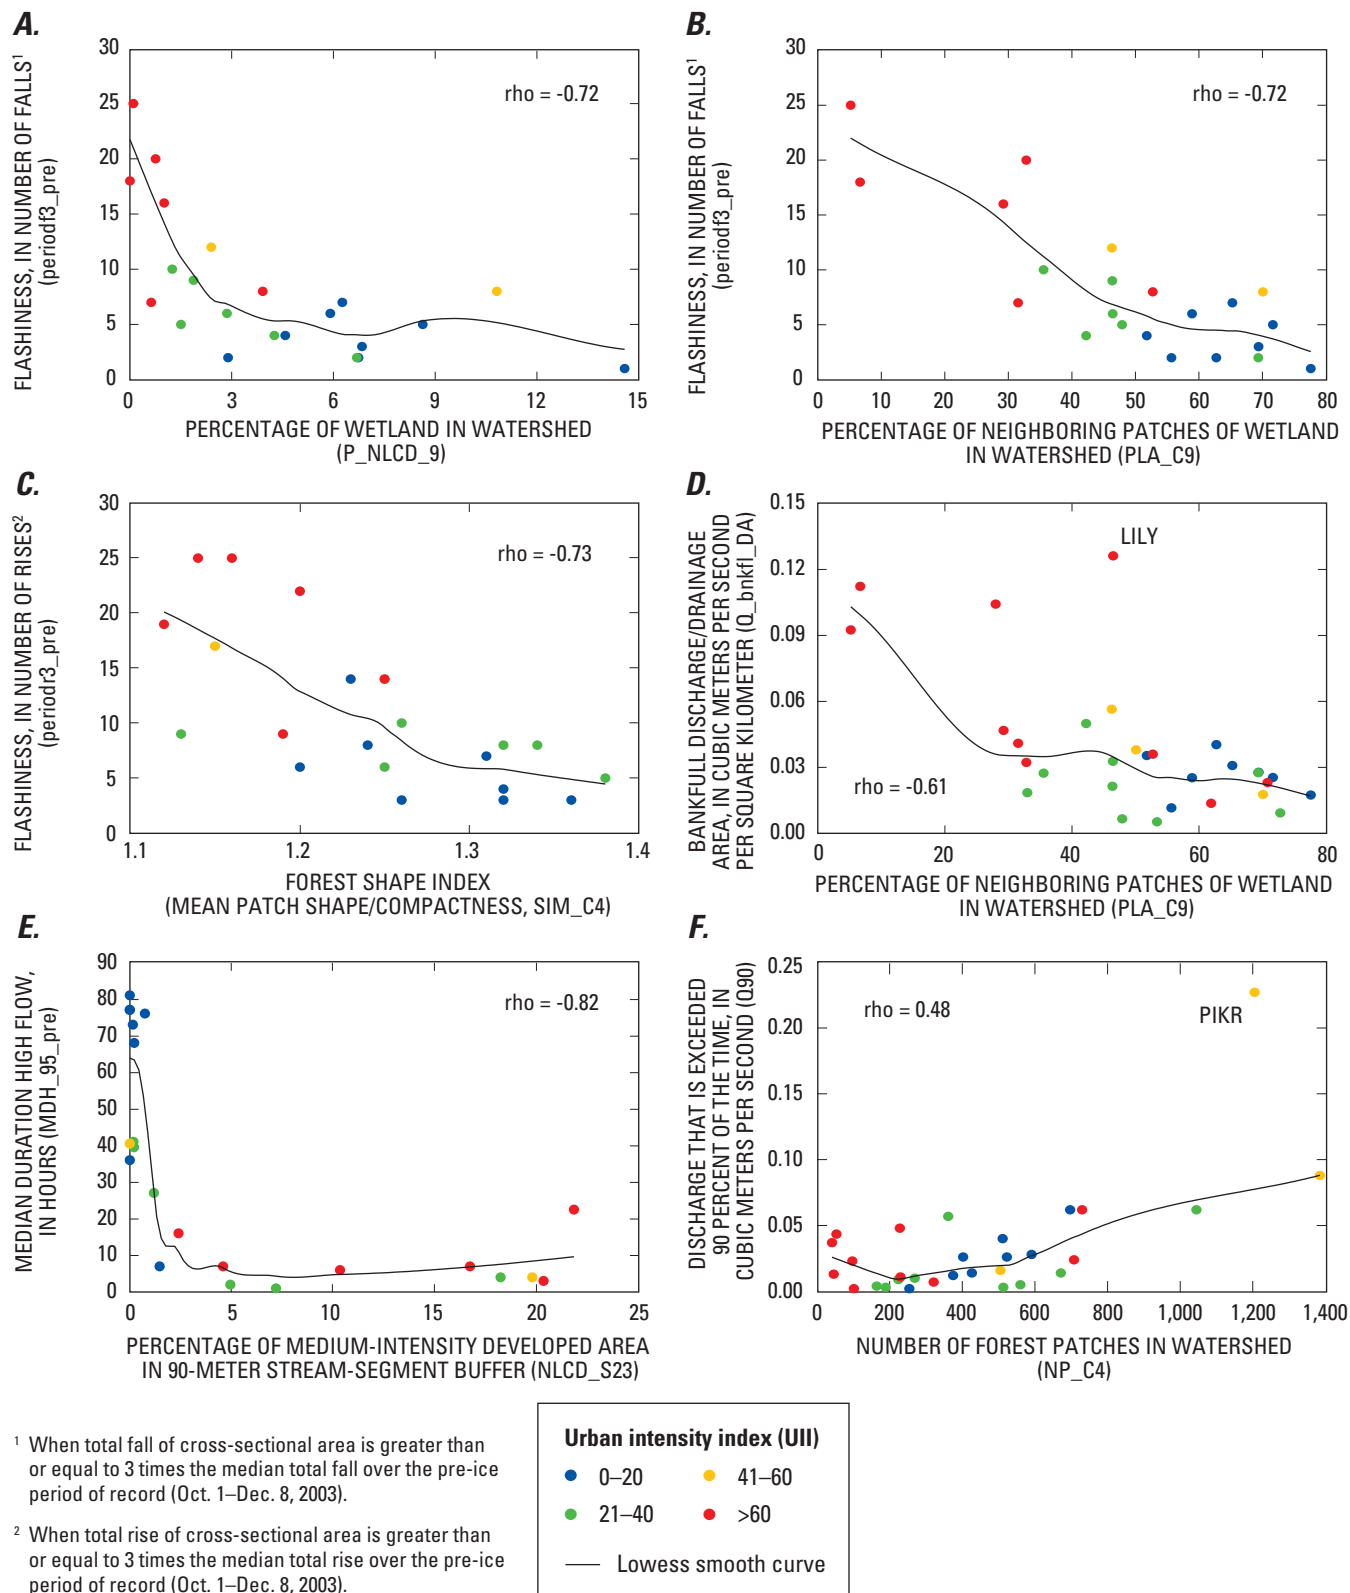 A.
FLASHINESS, IN NUMBER OF FALLS¹
(periodf3_pre)
30
25
20
15
10
5
0
rho = -0.72
0 3 6 9 12 15
PERCENTAGE OF WETLAND IN WATERSHED
(P_NLCD_9)
B.
FLASHINESS, IN NUMBER OF FALLS¹
(periodf3_pre)
30
25
20
15
10
5
0
rho = -0.72
0 10 20 30 40 50 60 70 80
PERCENTAGE OF NEIGHBORING PATCHES OF WETLAND
IN WATERSHED (PLA_C9)
C.
FLASHINESS, IN NUMBER OF RISES²
(periodr3_pre)
30
25
20
15
10
5
0
rho = -0.73
1.1 1.2 1.3 1.4
FOREST SHAPE INDEX
(MEAN PATCH SHAPE/COMPACTNESS, SIM_C4)
D.
BANKFULL DISCHARGE/DRAINAGE
AREA, IN CUBIC METERS PER SECOND
PER SQUARE KILOMETER (Q_bnkfl_DA)
0.15
0.12
0.09
0.06
0.03
0.00
LILY
rho = -0.61
0 20 40 60 80
PERCENTAGE OF NEIGHBORING PATCHES OF WETLAND
IN WATERSHED (PLA_C9)
E.
MEDIAN DURATION HIGH FLOW,
IN HOURS (MDH_95_pre)
90
80
70
60
50
40
30
20
10
0
rho = -0.82
0 5 10 15 20 25
PERCENTAGE OF MEDIUM-INTENSITY DEVELOPED AREA
IN 90-METER STREAM-SEGMENT BUFFER (NLCD_S23)
F.
DISCHARGE THAT IS EXCEEDED
90 PERCENT OF THE TIME, IN
CUBIC METERS PER SECOND (Q90)
0.25
0.20
0.15
0.10
0.05
0.00
rho = 0.48
PIKR
0 200 400 600 800 1,000 1,200 1,400
NUMBER OF FOREST PATCHES IN WATERSHED
(NP_C4)
¹ When total fall of cross-sectional area is greater than
or equal to 3 times the median total fall over the pre-ice
period of record (Oct. 1–Dec. 8, 2003).
² When total rise of cross-sectional area is greater than
or equal to 3 times the median total rise over the pre-ice
period of record (Oct. 1–Dec. 8, 2003).
Urban intensity index (UII)
0–20 41–60
21–40 >60
Lowess smooth curve